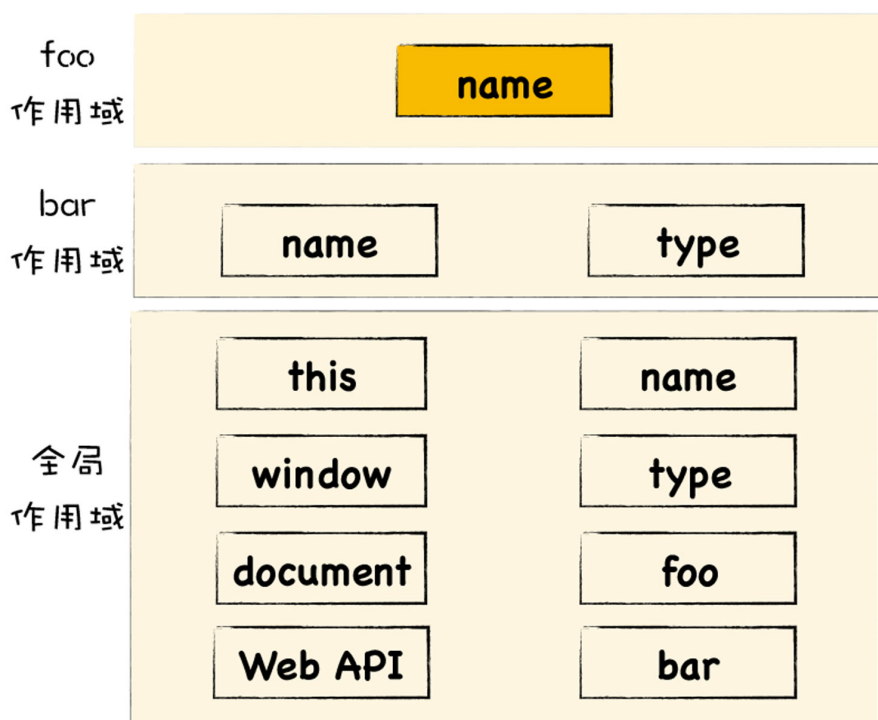 foo
作用域
name
bar
作用域
name
type
全局
作用域
this
name
window
type
document
foo
Web API
bar